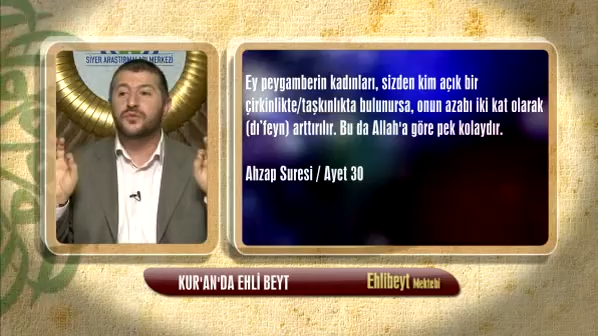 SİYER ARAŞTIRMALARI MERKEZİ
Ey peygamberin kadınları, sizden kim açık bir
çirkinlikte/taşkınlıkta bulunursa, onun azabı iki kat olarak
(dı'feyn) arttırılır. Bu da Allah'a göre pek kolaydır.
Ahzap Suresi / Ayet 30
KUR'AN'DA EHLİ BEYT
Ehlibeyt Mektebi